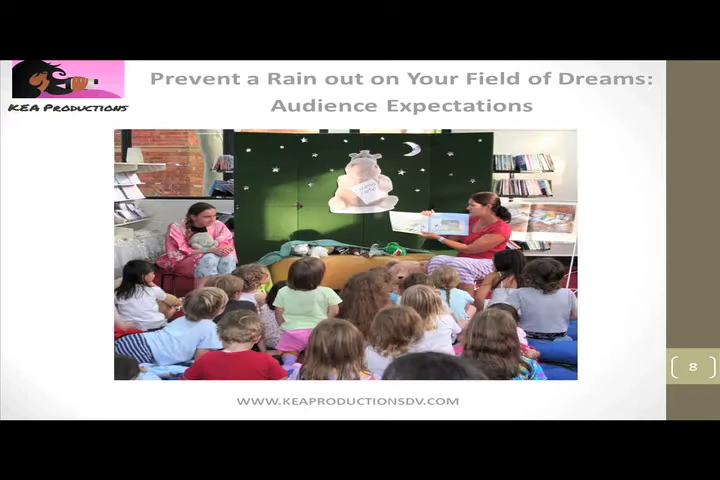 KEA PRODUCTIONS
Prevent a Rain out on Your Field of Dreams:
Audience Expectations
WWW.KEAPRODUCTIONSDV.COM
8